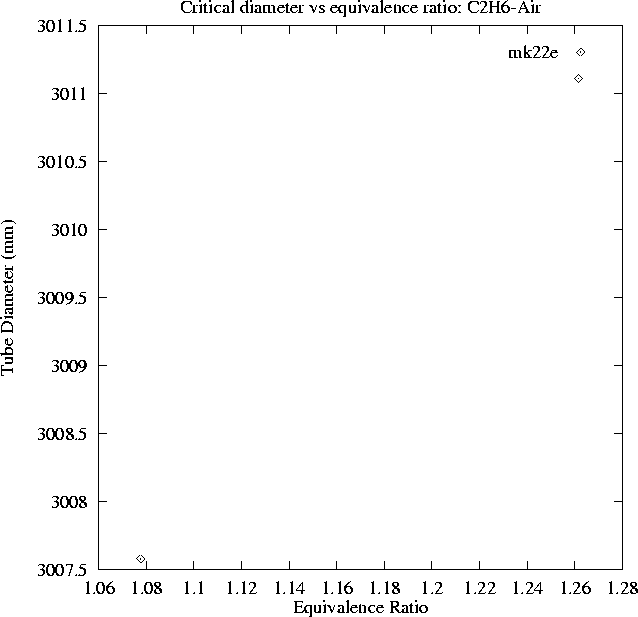 Critical diameter vs equivalence ratio: C2H6-Air
3011.5
mk22e
3011
3010.5
3010
3009.5
3009
3008.5
3008
3007.5
Tube Diameter (mm)
1.06 1.08 1.1 1.12 1.14 1.16 1.18 1.2 1.22 1.24 1.26 1.28
Equivalence Ratio